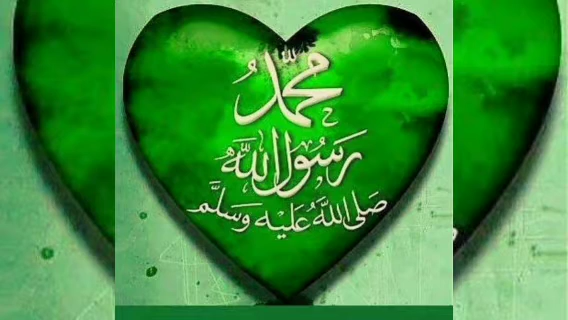 محمد
رسول الله
صلى الله عليه وسلم